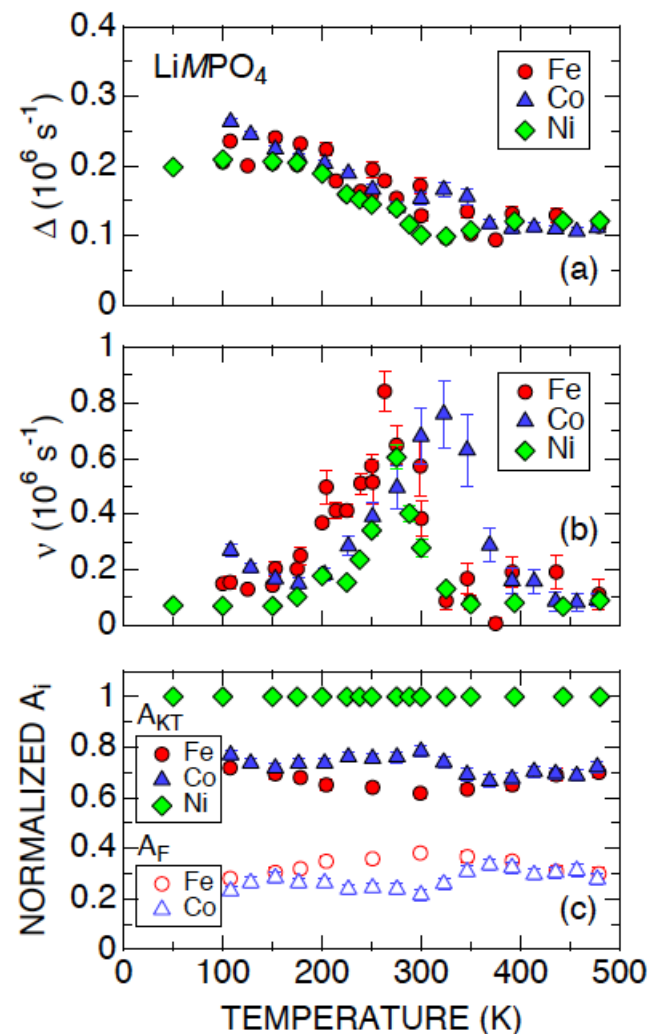 LiMPO₄
Fe
Co
Ni
Δ (10⁶ s⁻¹)
0.4
0.3
0.2
0.1
0
(a)
Fe
Co
Ni
ν (10⁶ s⁻¹)
1
0.8
0.6
0.4
0.2
0
(b)
NORMALIZED Aᵢ
1
0.8
0.6
0.4
0.2
0
A_KT
Fe
Co
Ni
A_F
Fe
Co
(c)
0 100 200 300 400 500
TEMPERATURE (K)